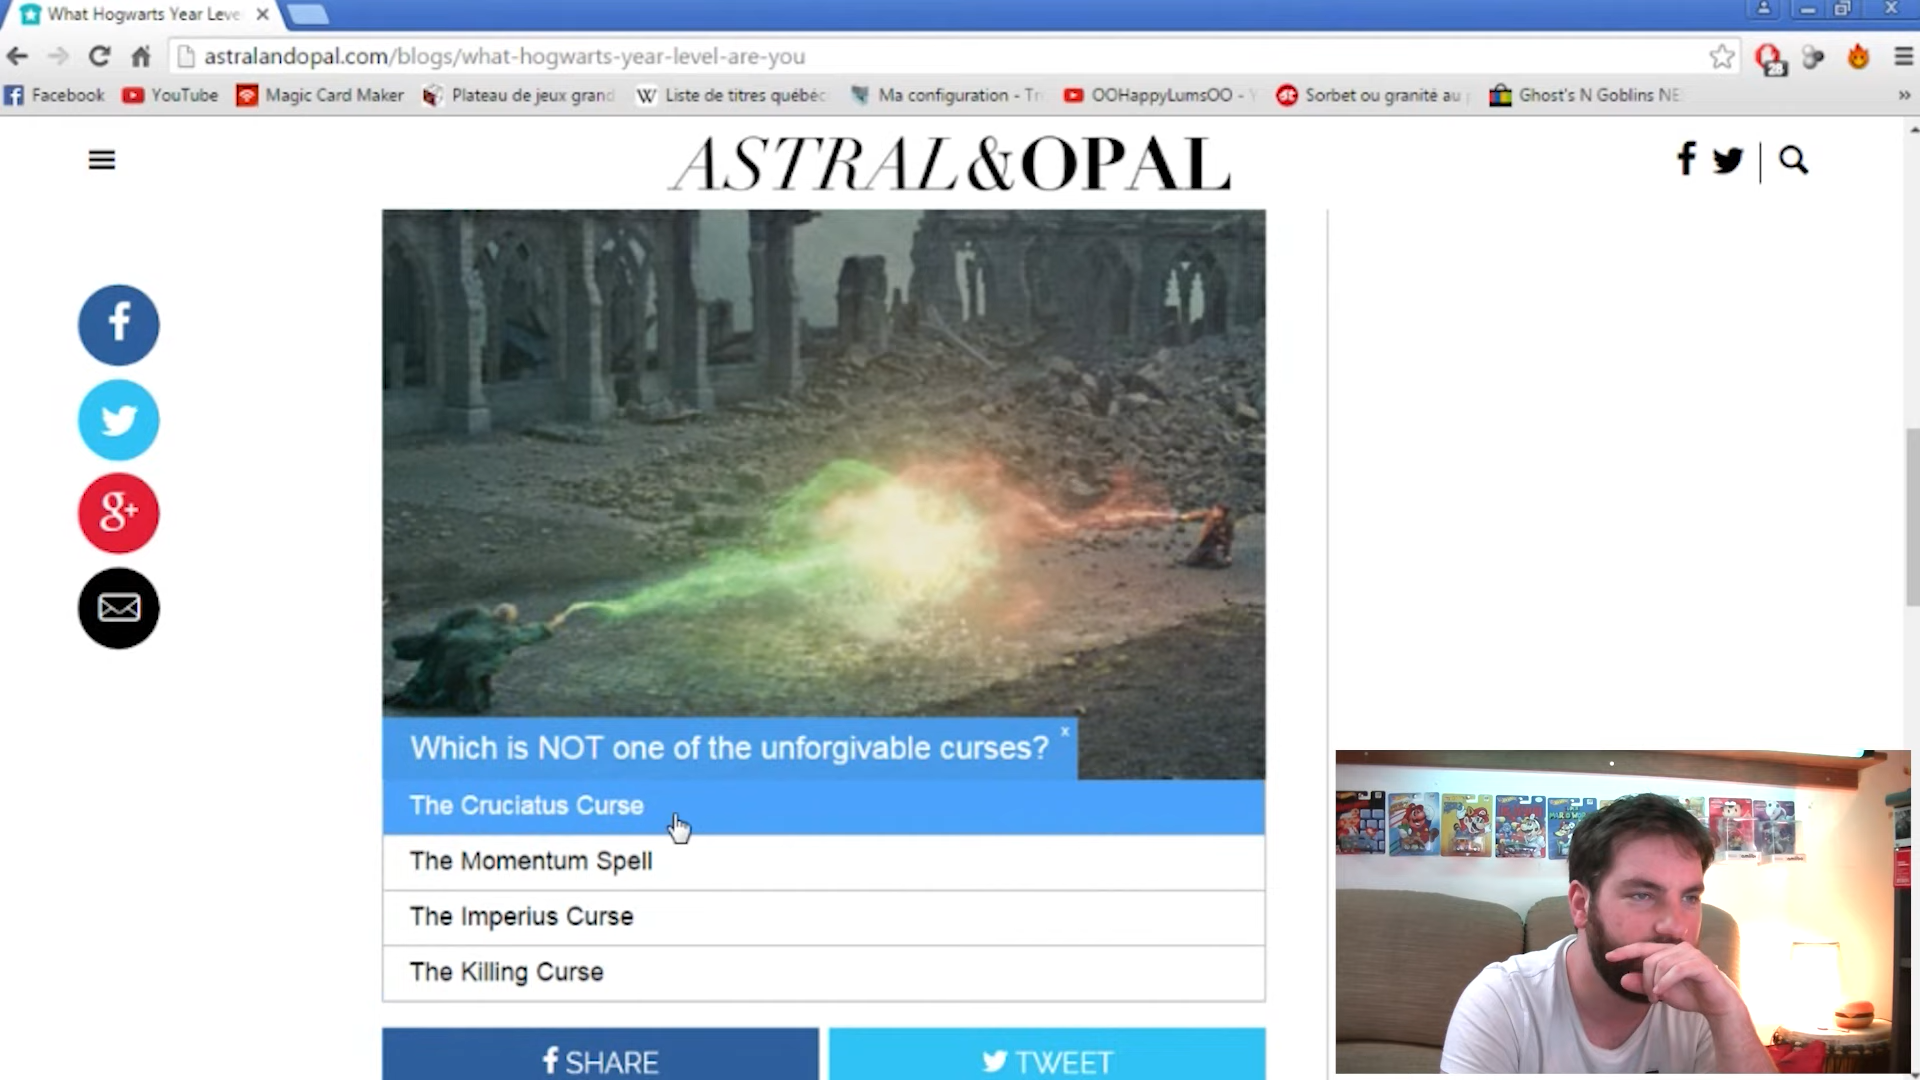 What Hogwarts Year Leve
astralandopal.com/blogs/what-hogwarts-year-level-are-you
28
Facebook
YouTube
Magic Card Maker
Plateau de jeux grand
W
Liste de titres québéc
Ma configuration - Tr
OOHappyLumsOO - Y
Sorbet ou granité au
Ghost's N Goblins NE
»
ASTRAL&OPAL
f
f
g+
Which is NOT one of the unforgivable curses?
x
The Cruciatus Curse
The Momentum Spell
The Imperius Curse
The Killing Curse
f SHARE
TWEET